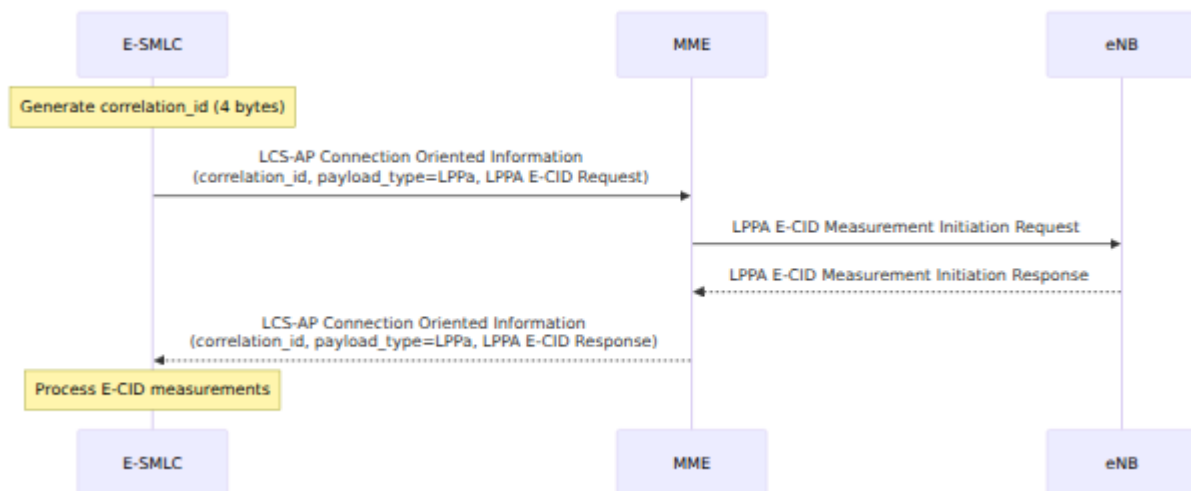 E-SMLC
MME
eNB
Generate correlation_id (4 bytes)
LCS-AP Connection Oriented Information
(correlation_id, payload_type=LPPa, LPPA E-CID Request)
LPPA E-CID Measurement Initiation Request
LPPA E-CID Measurement Initiation Response
LCS-AP Connection Oriented Information
(correlation_id, payload_type=LPPa, LPPA E-CID Response)
Process E-CID measurements
E-SMLC
MME
eNB